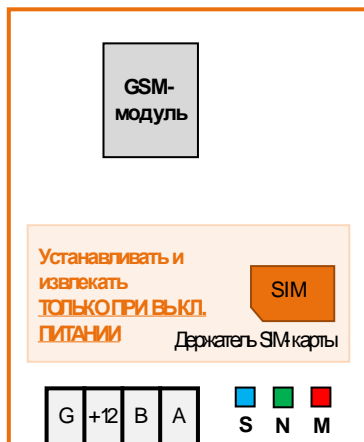 GSM-
модуль
Устанавливать и
извлекать
ТОЛЬКО ПРИ ВЫКЛ.
ПИТАНИИ
SIM
Держатель SIM-карты
G +12 B A
S N M